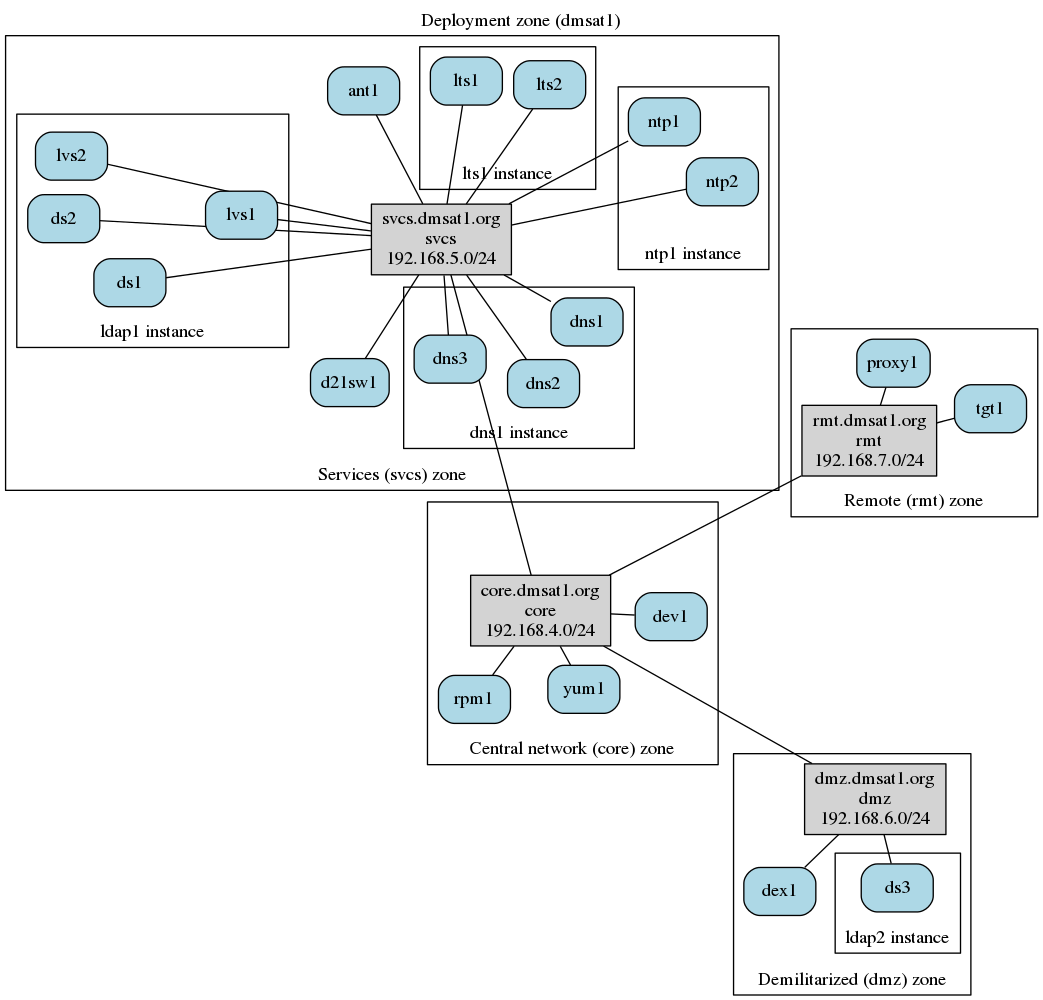 Deployment zone (dmsat1)
ant1
lts1
lts2
lts1 instance
ntp1
ntp2
ntp1 instance
lvs2
lvs1
ds2
ds1
ldap1 instance
svcs.dmsat1.org
svcs
192.168.5.0/24
dns1
dns3
dns2
dns1 instance
d21sw1
Services (svcs) zone
proxy1
tgt1
rmt.dmsat1.org
rmt
192.168.7.0/24
Remote (rmt) zone
core.dmsat1.org
core
192.168.4.0/24
dev1
rpm1
yum1
Central network (core) zone
dmz.dmsat1.org
dmz
192.168.6.0/24
dex1
ds3
ldap2 instance
Demilitarized (dmz) zone